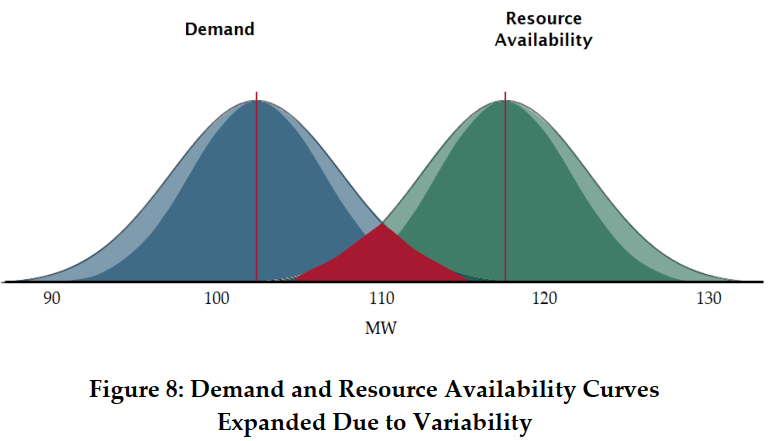 Demand
Resource
Availability
90 100 110 120 130
MW
Figure 8: Demand and Resource Availability Curves
Expanded Due to Variability